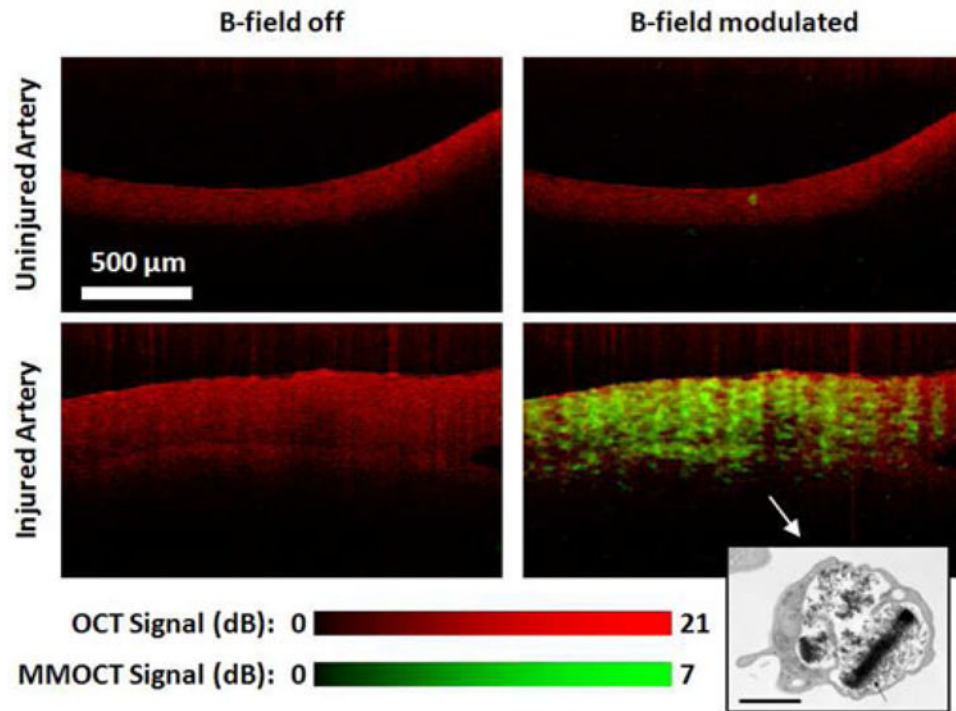 B-field off
B-field modulated
Uninjured Artery
500 μm
Injured Artery
OCT Signal (dB): 0 21
MMOCT Signal (dB): 0 7